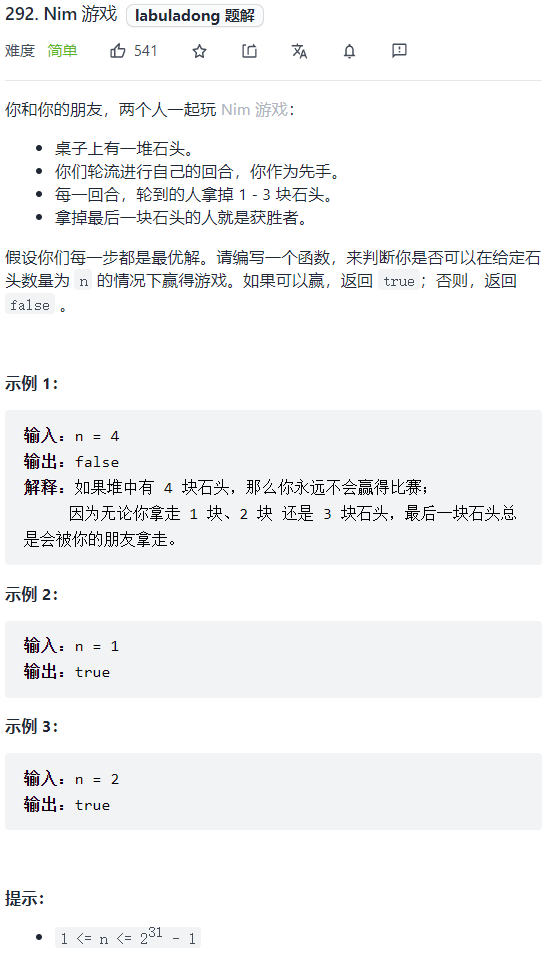 292. Nim 游戏 labuladong 题解
难度 简单 541
你和你的朋友，两个人一起玩 Nim 游戏：
桌子上有一堆石头。
你们轮流进行自己的回合，你作为先手。
每一回合，轮到的人拿掉 1 - 3 块石头。
拿掉最后一块石头的人就是获胜者。
假设你们每一步都是最优解。请编写一个函数，来判断你是否可以在给定石
头数量为 n 的情况下赢得游戏。如果可以赢，返回 true；否则，返回
false 。
示例 1：
输入：n = 4
输出：false
解释：如果堆中有 4 块石头，那么你永远不会赢得比赛；
因为无论你拿走 1 块、2 块 还是 3 块石头，最后一块石头总
是会被你的朋友拿走。
示例 2：
输入：n = 1
输出：true
示例 3：
输入：n = 2
输出：true
提示：
1 <= n <= 2^31 - 1